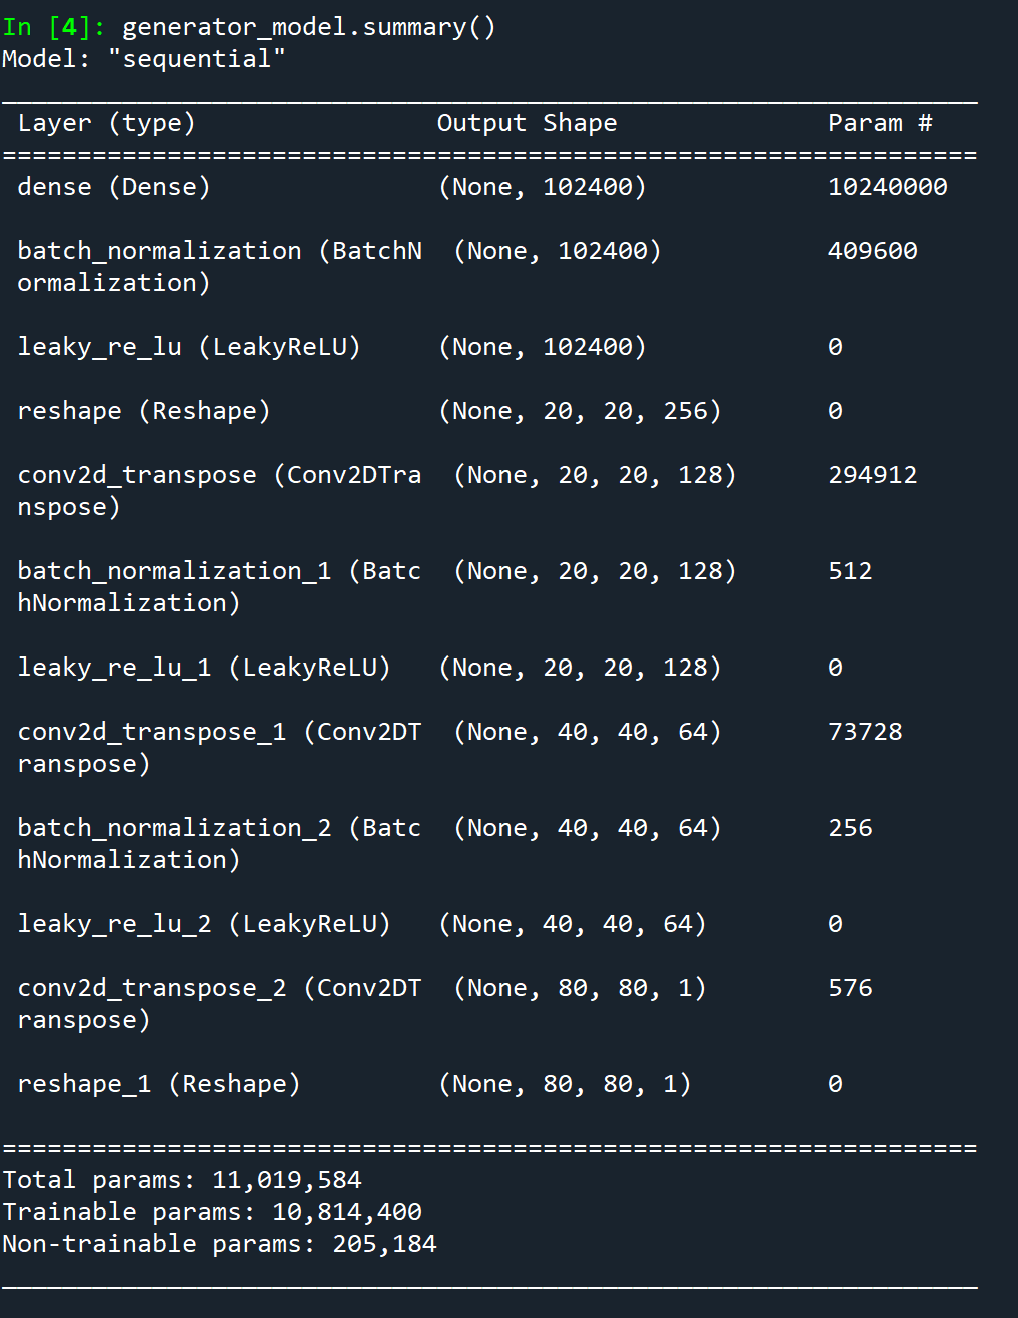 In [4]: generator_model.summary()
Model: "sequential"
_________________________________________________________________
Layer (type) Output Shape Param #
=================================================================
dense (Dense) (None, 102400) 10240000
batch_normalization (BatchN (None, 102400) 409600
ormalization)
leaky_re_lu (LeakyReLU) (None, 102400) 0
reshape (Reshape) (None, 20, 20, 256) 0
conv2d_transpose (Conv2DTra (None, 20, 20, 128) 294912
nspose)
batch_normalization_1 (Batc (None, 20, 20, 128) 512
hNormalization)
leaky_re_lu_1 (LeakyReLU) (None, 20, 20, 128) 0
conv2d_transpose_1 (Conv2DT (None, 40, 40, 64) 73728
ranspose)
batch_normalization_2 (Batc (None, 40, 40, 64) 256
hNormalization)
leaky_re_lu_2 (LeakyReLU) (None, 40, 40, 64) 0
conv2d_transpose_2 (Conv2DT (None, 80, 80, 1) 576
ranspose)
reshape_1 (Reshape) (None, 80, 80, 1) 0
=================================================================
Total params: 11,019,584
Trainable params: 10,814,400
Non-trainable params: 205,184
_________________________________________________________________